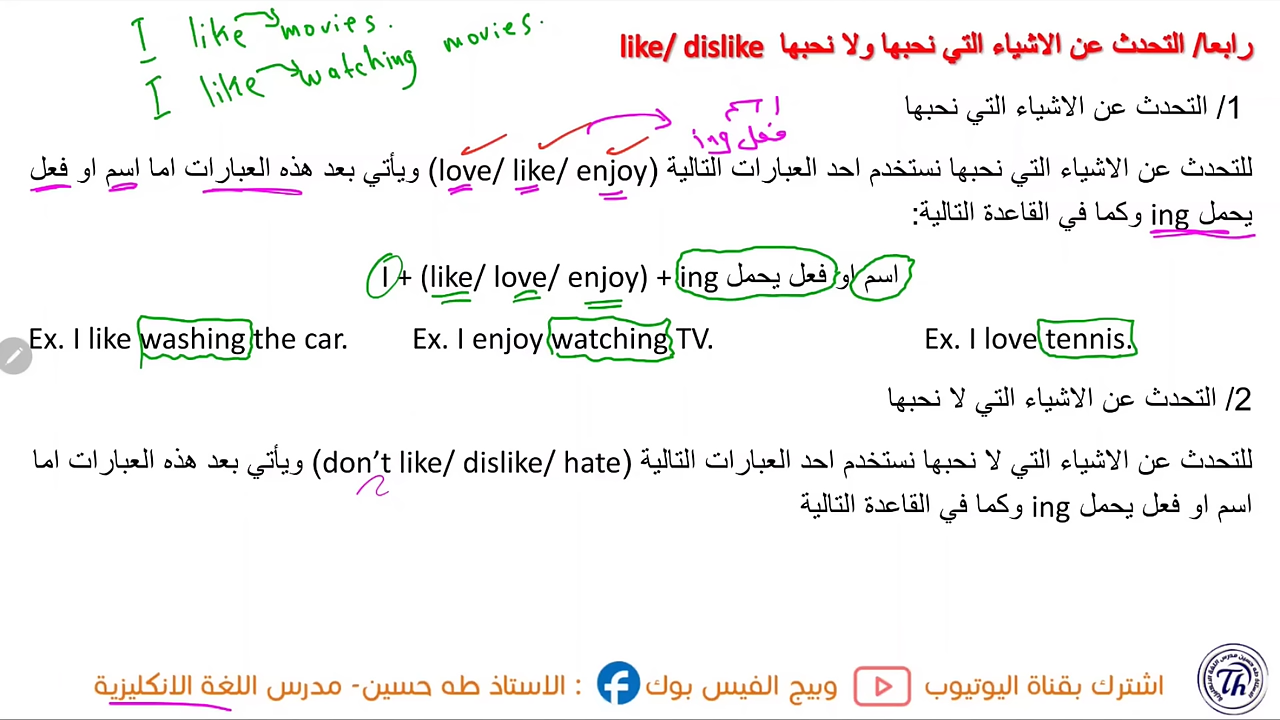 I like movies.
I like watching movies.
رابعا/ التحدث عن الاشياء التي نحبها ولا نحبها like/ dislike
1/ التحدث عن الاشياء التي نحبها
اسم
فعل ing
للتحدث عن الاشياء التي نحبها نستخدم احد العبارات التالية (love/ like/ enjoy) ويأتي بعد هذه العبارات اما اسم او فعل
يحمل ing وكما في القاعدة التالية:
I + (like/ love/ enjoy) + ing اسم او فعل يحمل
Ex. I like washing the car. Ex. I enjoy watching TV. Ex. I love tennis.
2/ التحدث عن الاشياء التي لا نحبها
للتحدث عن الاشياء التي لا نحبها نستخدم احد العبارات التالية (don't like/ dislike/ hate) ويأتي بعد هذه العبارات اما
اسم او فعل يحمل ing وكما في القاعدة التالية
اشترك بقناة اليوتيوب وبيج الفيس بوك : الاستاذ طه حسين- مدرس اللغة الانكليزية
Th